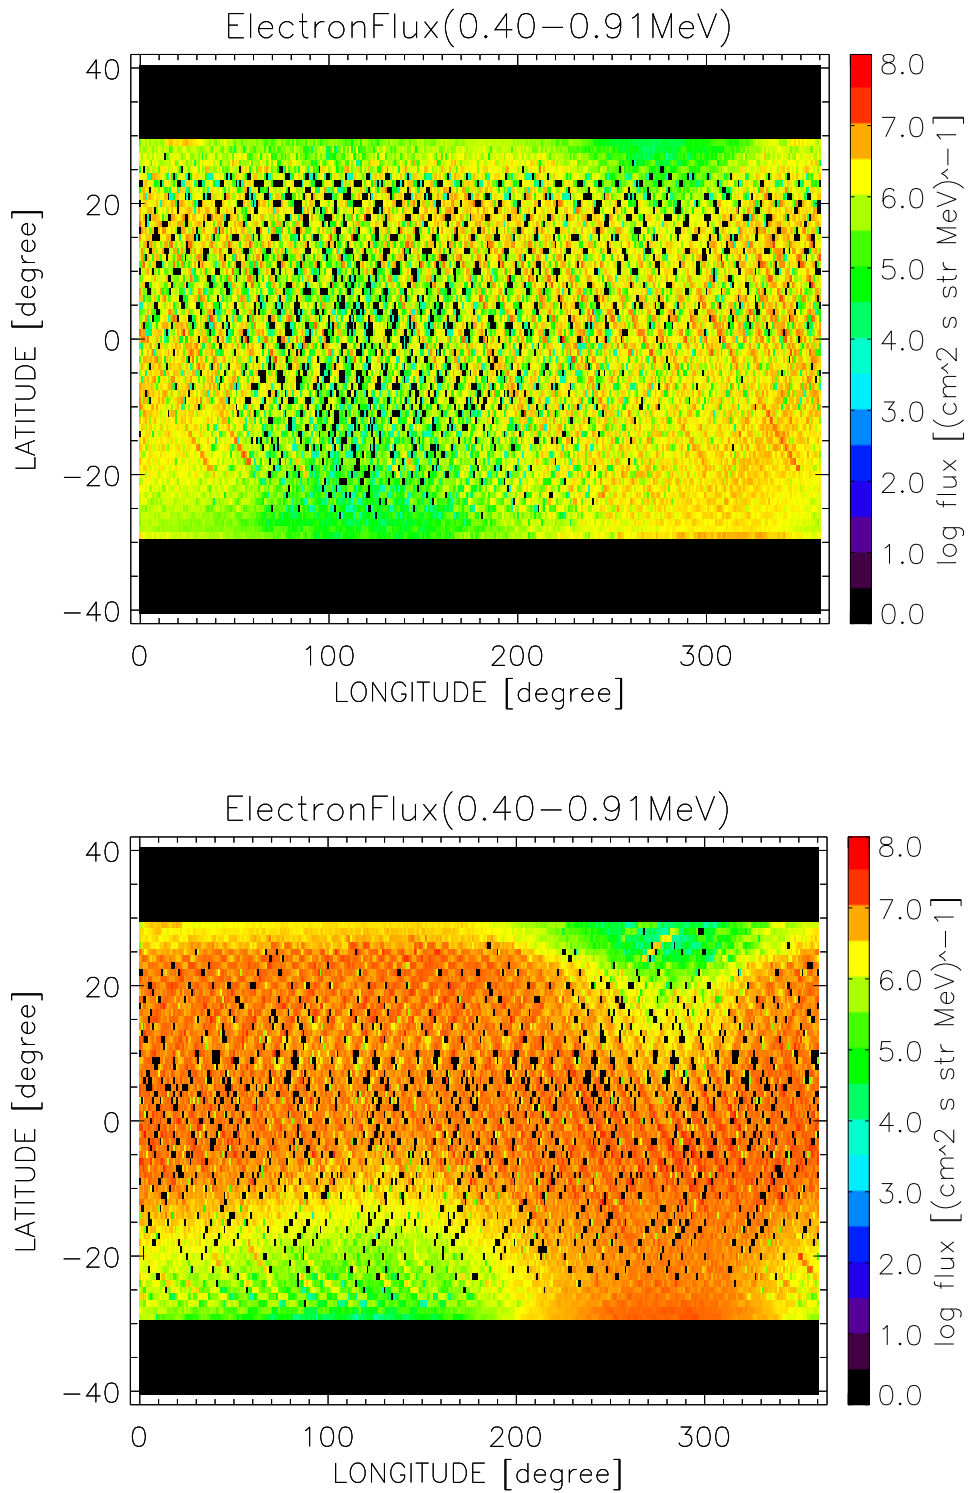 ElectronFlux(0.40−0.91MeV)
40
20
0
−20
−40
LATITUDE [degree]
0 100 200 300
LONGITUDE [degree]
8.0
7.0
6.0
5.0
4.0
3.0
2.0
1.0
0.0
log flux [(cm^2 s str MeV)^−1]
ElectronFlux(0.40−0.91MeV)
40
20
0
−20
−40
LATITUDE [degree]
0 100 200 300
LONGITUDE [degree]
8.0
7.0
6.0
5.0
4.0
3.0
2.0
1.0
0.0
log flux [(cm^2 s str MeV)^−1]